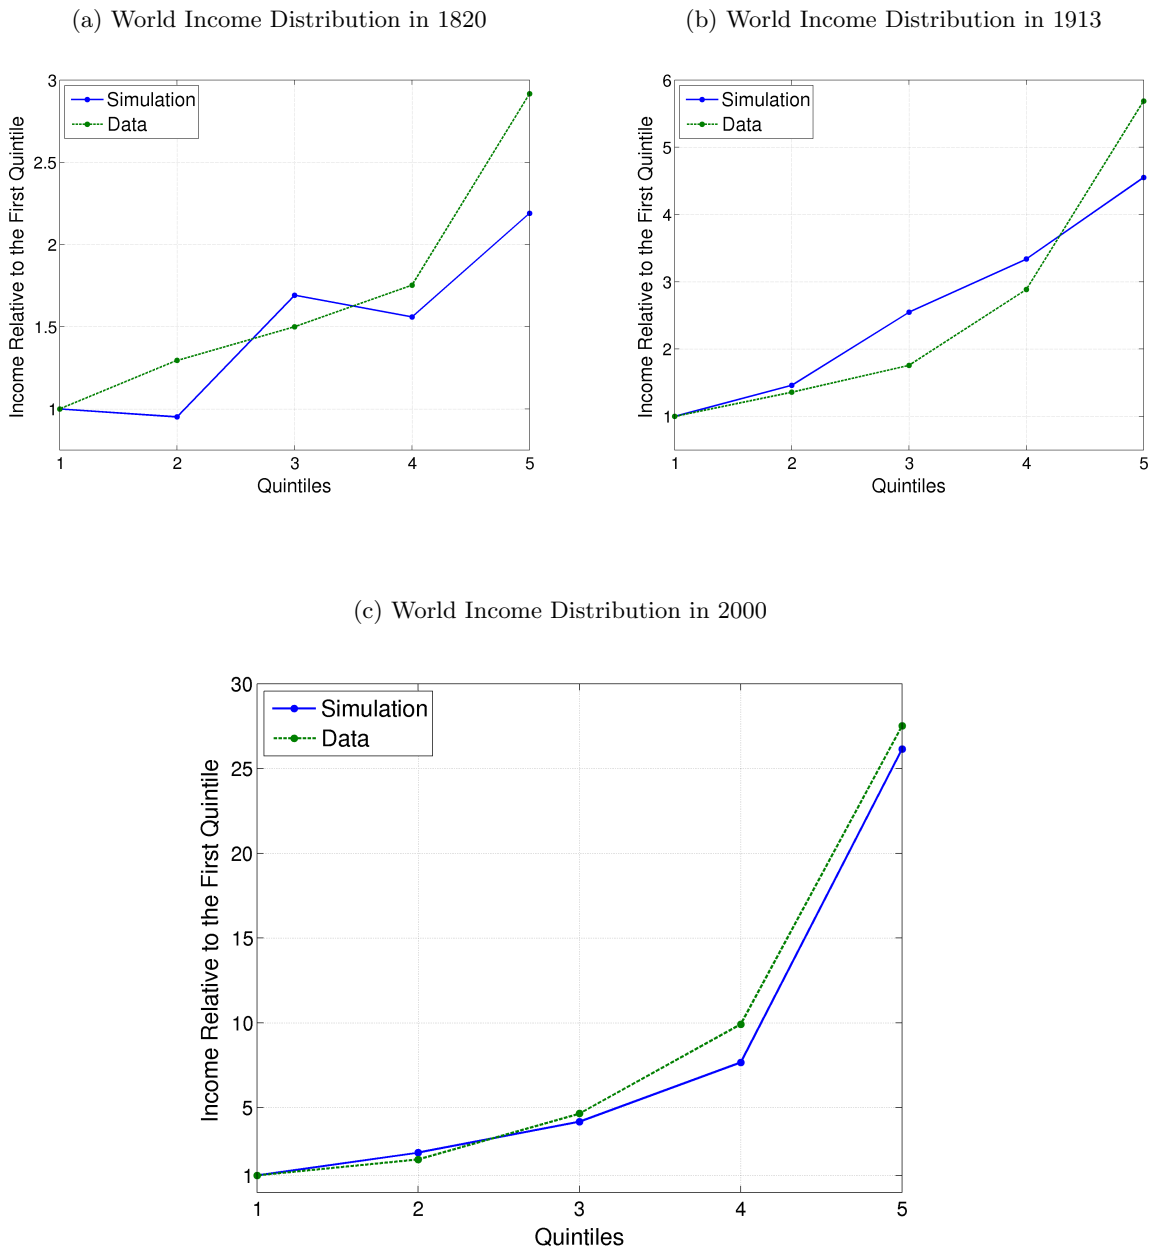 (a) World Income Distribution in 1820
3
2.5
2
1.5
1
1 2 3 4 5
Income Relative to the First Quintile
Quintiles
Simulation
Data
(b) World Income Distribution in 1913
6
5
4
3
2
1
1 2 3 4 5
Income Relative to the First Quintile
Quintiles
Simulation
Data
(c) World Income Distribution in 2000
30
25
20
15
10
5
1
1 2 3 4 5
Income Relative to the First Quintile
Quintiles
Simulation
Data